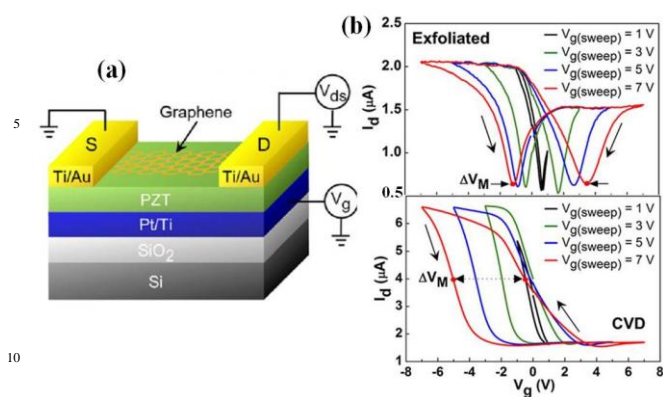 (a)
5
Graphene
S
D
V_ds
Ti/Au
Ti/Au
PZT
V_g
Pt/Ti
SiO₂
Si
10
(b)
2.5
2.0
1.5
1.0
0.5
I_d (μA)
Exfoliated
V_g(sweep) = 1 V
V_g(sweep) = 3 V
V_g(sweep) = 5 V
V_g(sweep) = 7 V
ΔV_M
6
5
4
3
2
1
I_d (μA)
V_g(sweep) = 1 V
V_g(sweep) = 3 V
V_g(sweep) = 5 V
V_g(sweep) = 7 V
ΔV_M
CVD
-8 -6 -4 -2 0 2 4 6 8
V_g (V)